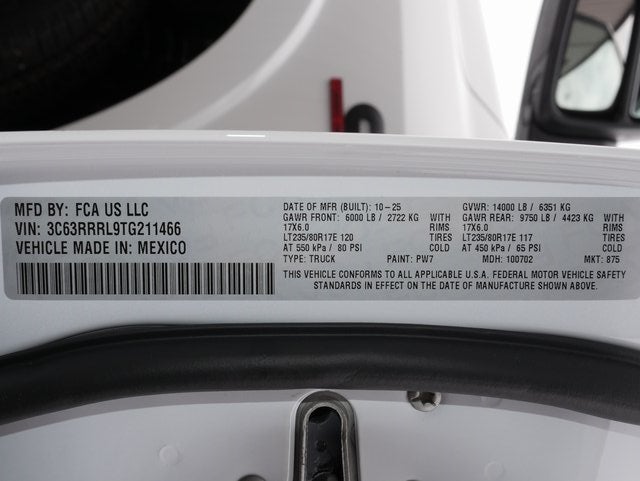 MFD BY: FCA US LLC
VIN: 3C63RRRL9TG211466
VEHICLE MADE IN: MEXICO
DATE OF MFR (BUILT): 10-25 GVWR: 14000 LB / 6351 KG
GAWR FRONT: 6000 LB / 2722 KG WITH GAWR REAR: 9750 LB / 4423 KG WITH
17X6.0 RIMS 17X6.0 RIMS
LT235/80R17E 120 TIRES LT235/80R17E 117 TIRES
AT 550 kPa / 80 PSI COLD AT 450 kPa / 65 PSI COLD
TYPE: TRUCK PAINT: PW7 MDH: 100702 MKT: 875
THIS VEHICLE CONFORMS TO ALL APPLICABLE U.S.A. FEDERAL MOTOR VEHICLE SAFETY
STANDARDS IN EFFECT ON THE DATE OF MANUFACTURE SHOWN ABOVE.